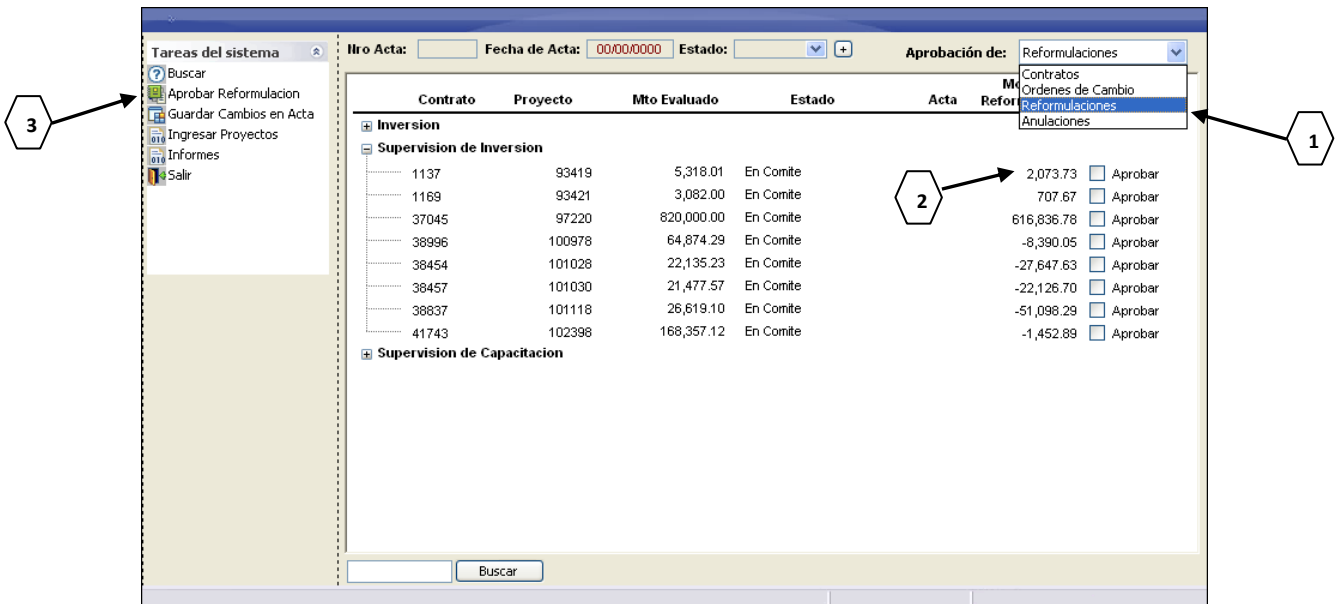 Tareas del sistema
Buscar
Aprobar Reformulacion
Guardar Cambios en Acta
Ingresar Proyectos
Informes
Salir
3
Nro Acta: Fecha de Acta: 00/00/0000 Estado: + Aprobación de: Reformulaciones
Contratos
Ordenes de Cambio
Reformulaciones
Anulaciones
1
Contrato Proyecto Mto Evaluado Estado Acta
Inversion
Supervision de Inversion
1137 93419 5,318.01 En Comite 2,073.73 Aprobar
2
1169 93421 3,082.00 En Comite 707.67 Aprobar
37045 97220 820,000.00 En Comite 616,836.78 Aprobar
38996 100978 64,874.29 En Comite -8,390.05 Aprobar
38454 101028 22,135.23 En Comite -27,647.63 Aprobar
38457 101030 21,477.57 En Comite -22,126.70 Aprobar
38837 101118 26,619.10 En Comite -51,098.29 Aprobar
41743 102398 168,357.12 En Comite -1,452.89 Aprobar
Supervision de Capacitacion
Buscar